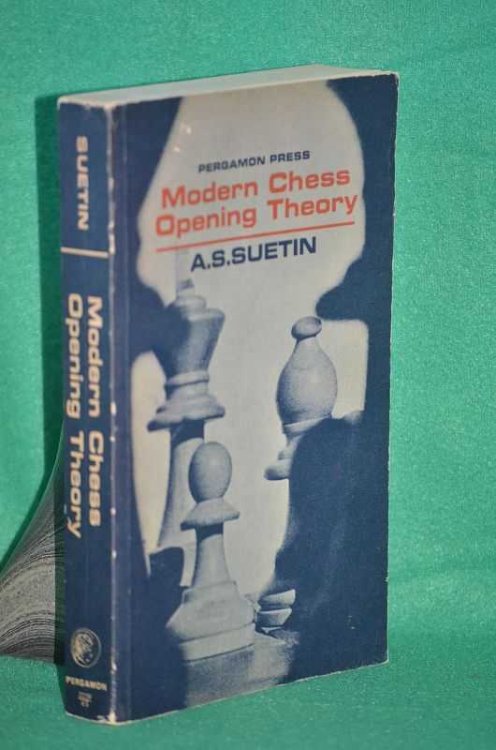 PERGAMON PRESS
Modern Chess
Opening Theory
A.S.SUETIN
SUETIN
Modern Chess
Opening Theory
PERGAMON